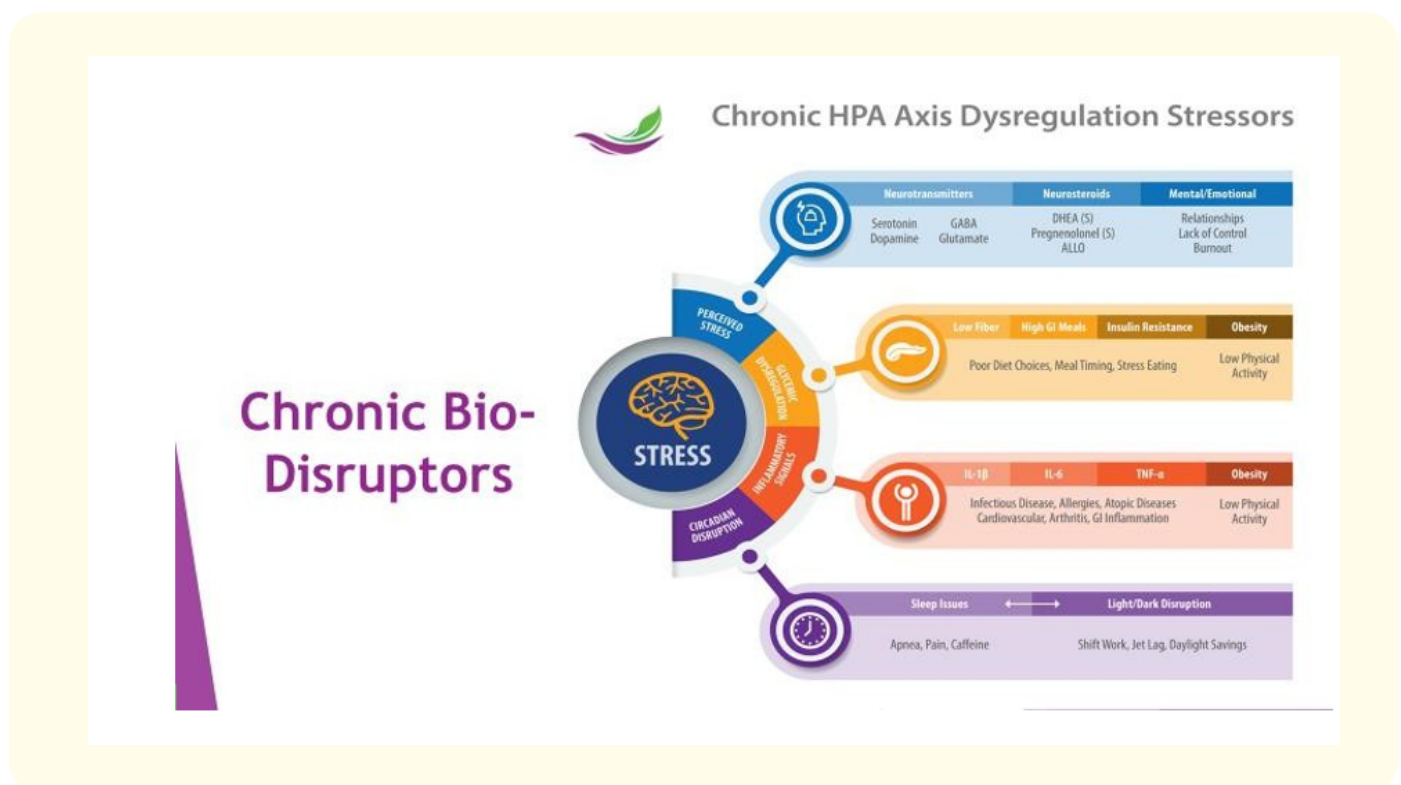 Chronic HPA Axis Dysregulation Stressors
Chronic Bio-
Disruptors
STRESS
PERCEIVED
STRESS
Neurotransmitters Neurosteroids Mental/Emotional
Serotonin GABA DHEA (S) Relationships
Dopamine Glutamate Pregnenolonel (S) Lack of Control
ALLO Burnout
GLYCEMIC
DYSREGULATION
Low Fiber High GI Meals Insulin Resistance Obesity
Poor Diet Choices, Meal Timing, Stress Eating Low Physical
Activity
INFLAMMATORY
SIGNALS
IL-1β IL-6 TNF-α Obesity
Infectious Disease, Allergies, Atopic Diseases Low Physical
Cardiovascular, Arthritis, GI Inflammation Activity
CIRCADIAN
DISRUPTION
Sleep Issues Light/Dark Disruption
Apnea, Pain, Caffeine Shift Work, Jet Lag, Daylight Savings